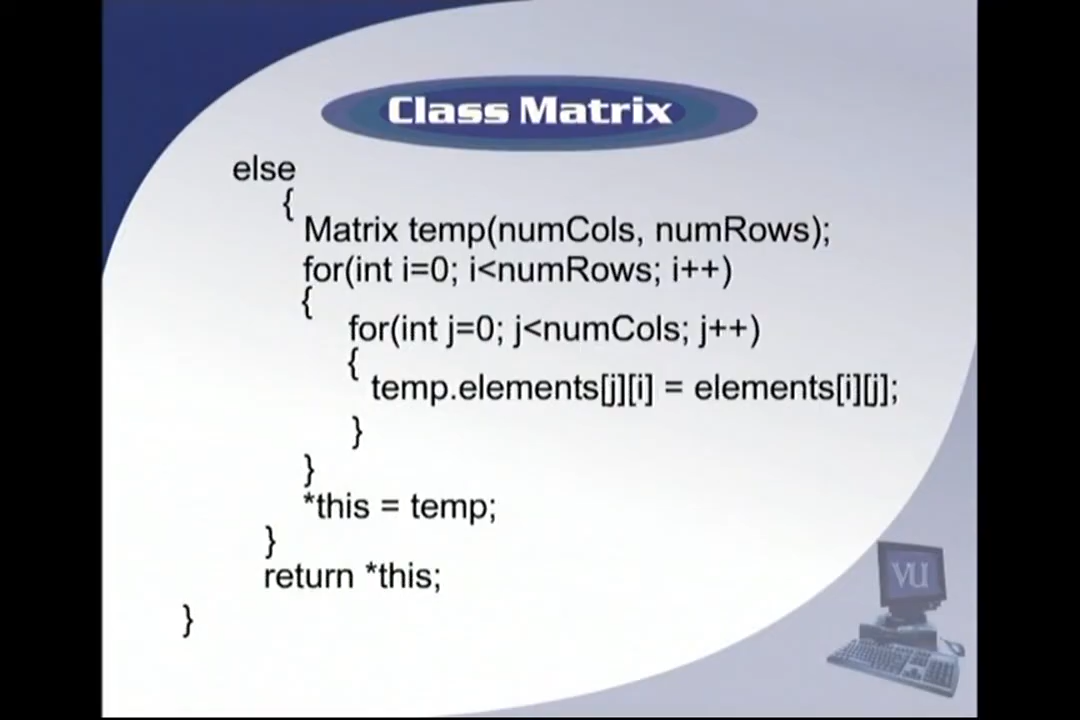 Class Matrix
else
{
Matrix temp(numCols, numRows);
for(int i=0; i<numRows; i++)
{
for(int j=0; j<numCols; j++)
{
temp.elements[j][i] = elements[i][j];
}
}
*this = temp;
}
return *this;
}
VU